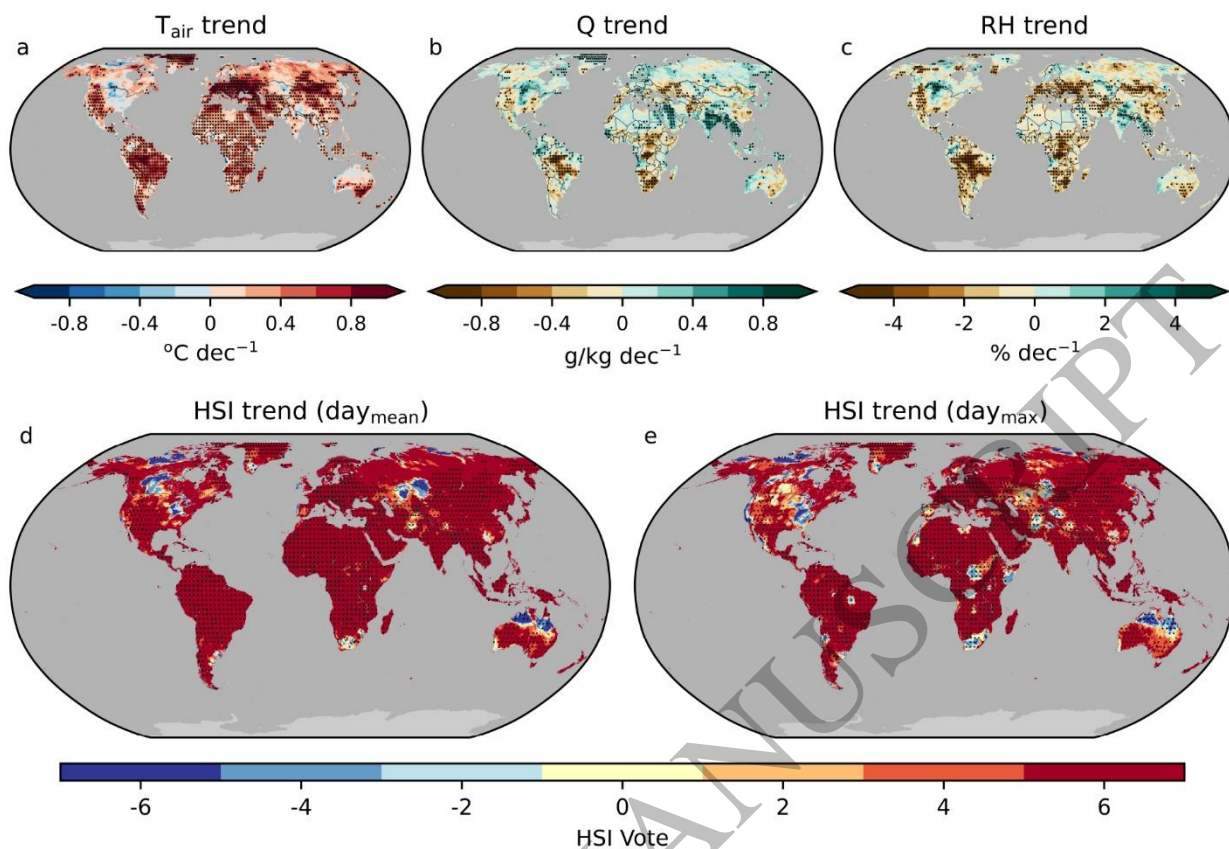 T_air trend
Q trend
RH trend
a
b
c
-0.8 -0.4 0 0.4 0.8
-0.8 -0.4 0 0.4 0.8
-4 -2 0 2 4
°C dec⁻¹
g/kg dec⁻¹
% dec⁻¹
HSI trend (day_mean)
HSI trend (day_max)
d
e
-6 -4 -2 0 2 4 6
HSI Vote
ANUSCRIPT